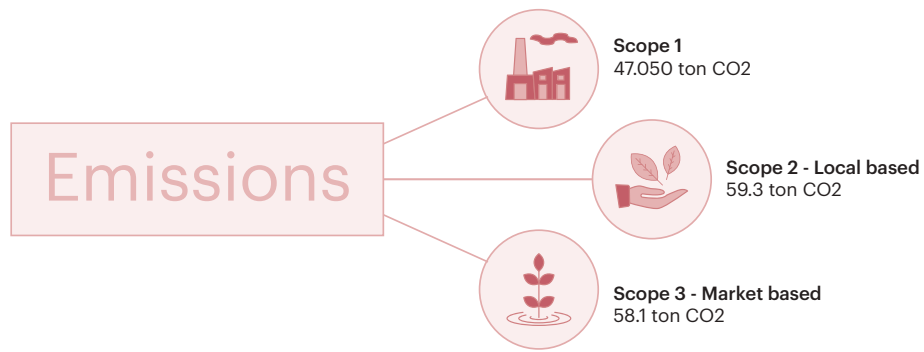 Emissions
Scope 1
47.050 ton CO2
Scope 2 - Local based
59.3 ton CO2
Scope 3 - Market based
58.1 ton CO2